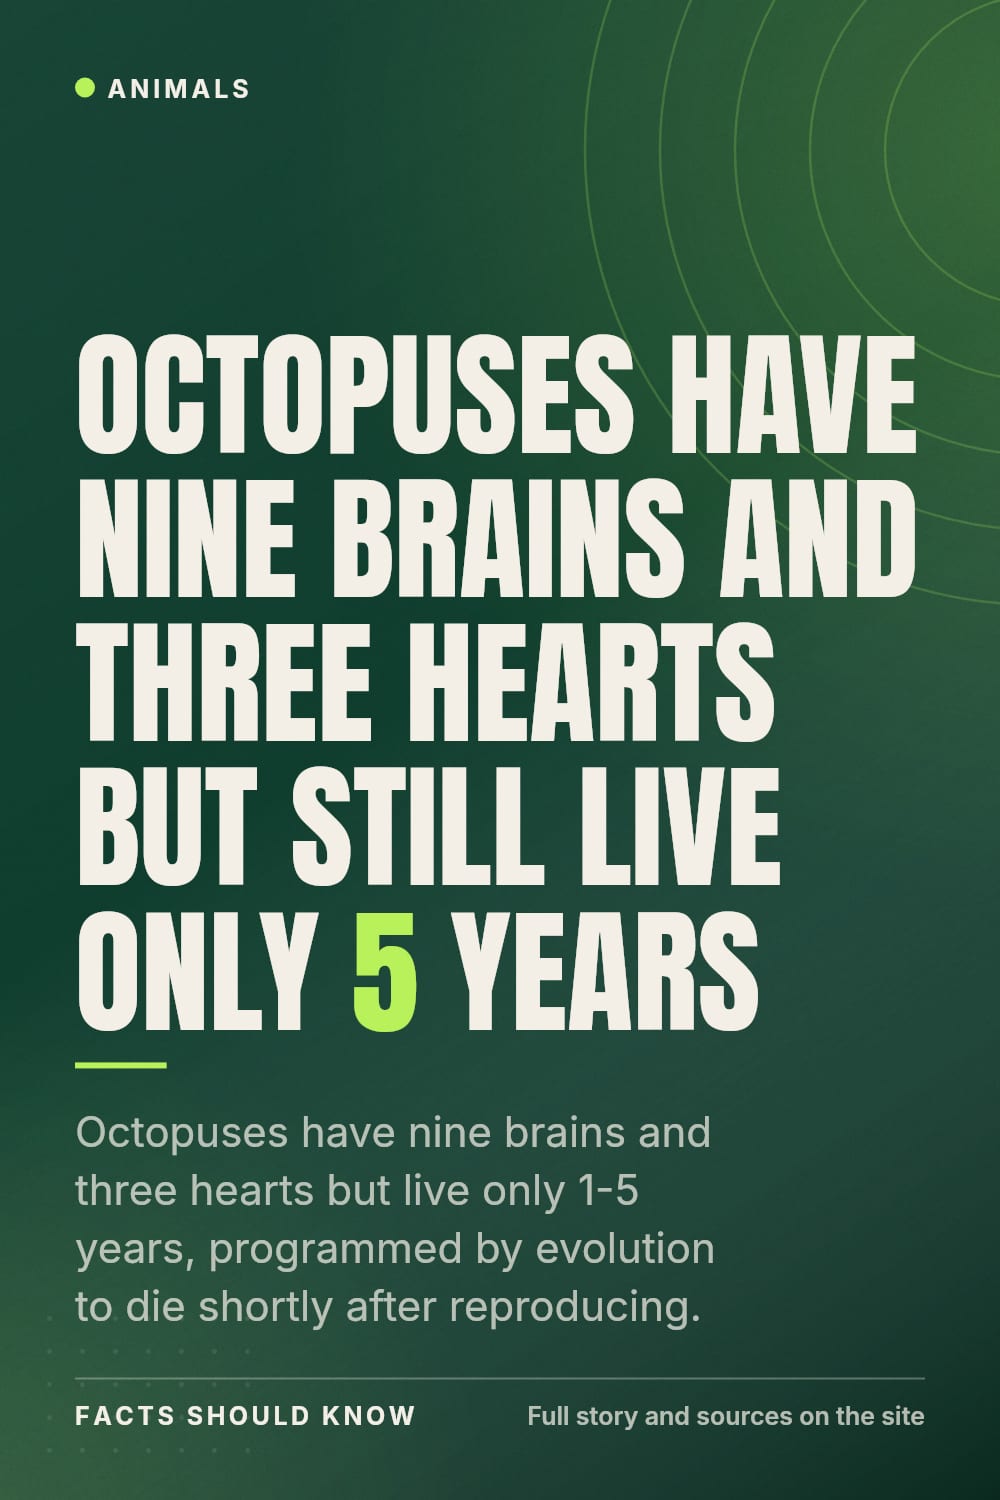 ANIMALS
OCTOPUSES HAVE
NINE BRAINS AND
THREE HEARTS
BUT STILL LIVE
ONLY 5 YEARS
Octopuses have nine brains and
three hearts but live only 1-5
years, programmed by evolution
to die shortly after reproducing.
FACTS SHOULD KNOW
Full story and sources on the site